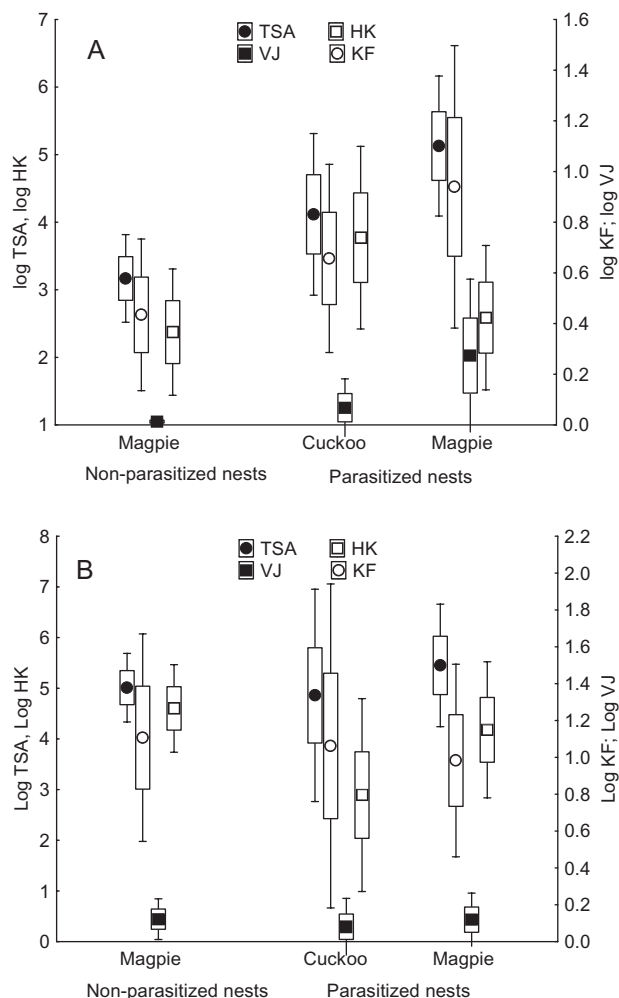 A
TSA HK
VJ KF
7
6
5
4
3
2
1
log TSA, log HK
1.6
1.4
1.2
1.0
0.8
0.6
0.4
0.2
0.0
log KF; log VJ
Magpie Cuckoo Magpie
Non-parasitized nests Parasitized nests
B
TSA HK
VJ KF
8
7
6
5
4
3
2
1
0
Log TSA, Log HK
2.2
2.0
1.8
1.6
1.4
1.2
1.0
0.8
0.6
0.4
0.2
0.0
Log KF; Log VJ
Magpie Cuckoo Magpie
Non-parasitized nests Parasitized nests